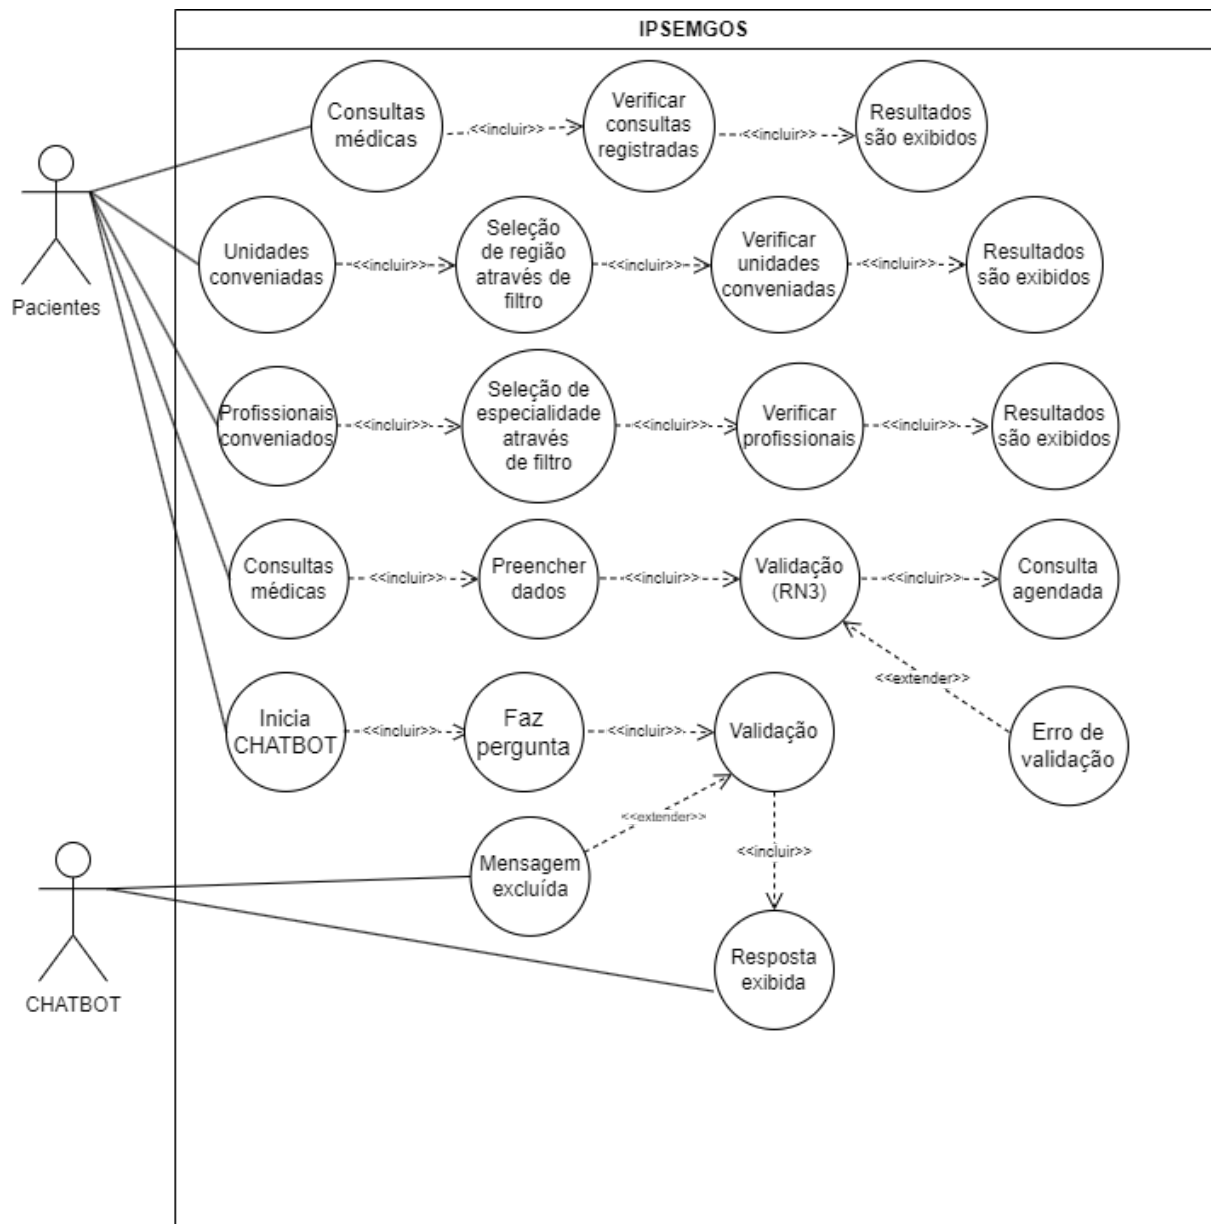 IPSEMGOS
Consultas
médicas
<<incluir>>
Verificar
consultas
registradas
<<incluir>>
Resultados
são exibidos
Pacientes
Unidades
conveniadas
<<incluir>>
Seleção
de região
através de
filtro
<<incluir>>
Verificar
unidades
conveniadas
<<incluir>>
Resultados
são exibidos
Profissionais
conveniados
<<incluir>>
Seleção de
especialidade
através
de filtro
<<incluir>>
Verificar
profissionais
<<incluir>>
Resultados
são exibidos
Consultas
médicas
<<incluir>>
Preencher
dados
<<incluir>>
Validação
(RN3)
<<incluir>>
Consulta
agendada
<<extender>>
Erro de
validação
Inicia
CHATBOT
<<incluir>>
Faz
pergunta
<<incluir>>
Validação
<<extender>>
<<incluir>>
Mensagem
excluída
Resposta
exibida
CHATBOT